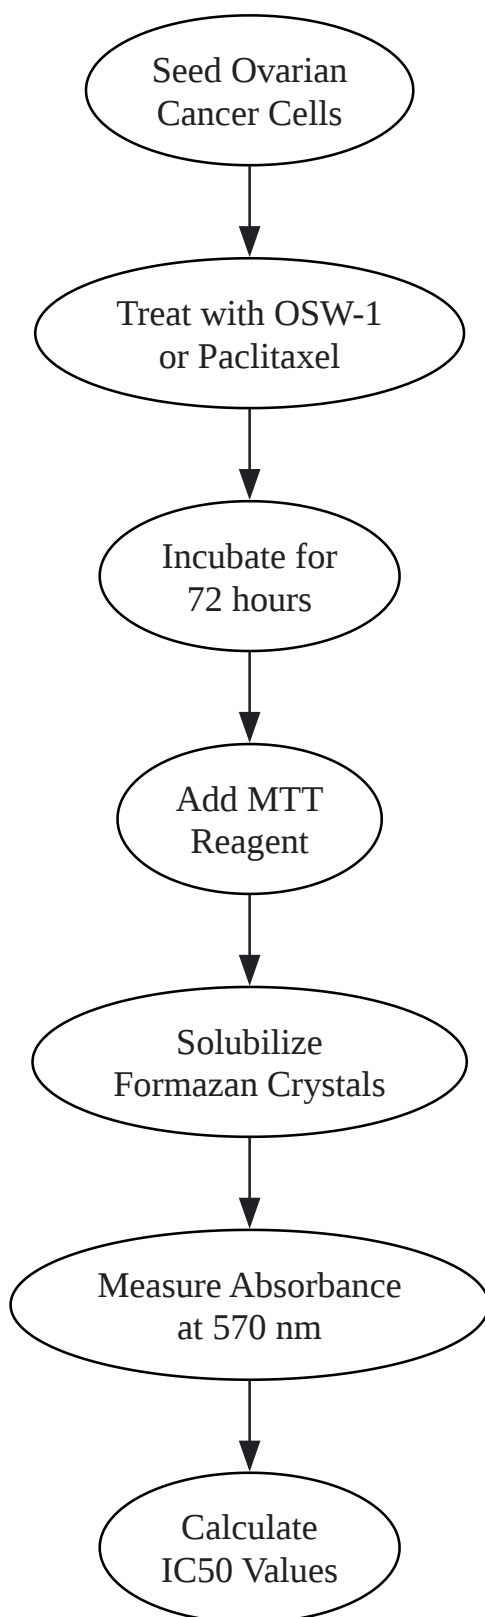 Seed Ovarian
Cancer Cells
Treat with OSW-1
or Paclitaxel
Incubate for
72 hours
Add MTT
Reagent
Solubilize
Formazan Crystals
Measure Absorbance
at 570 nm
Calculate
IC50 Values